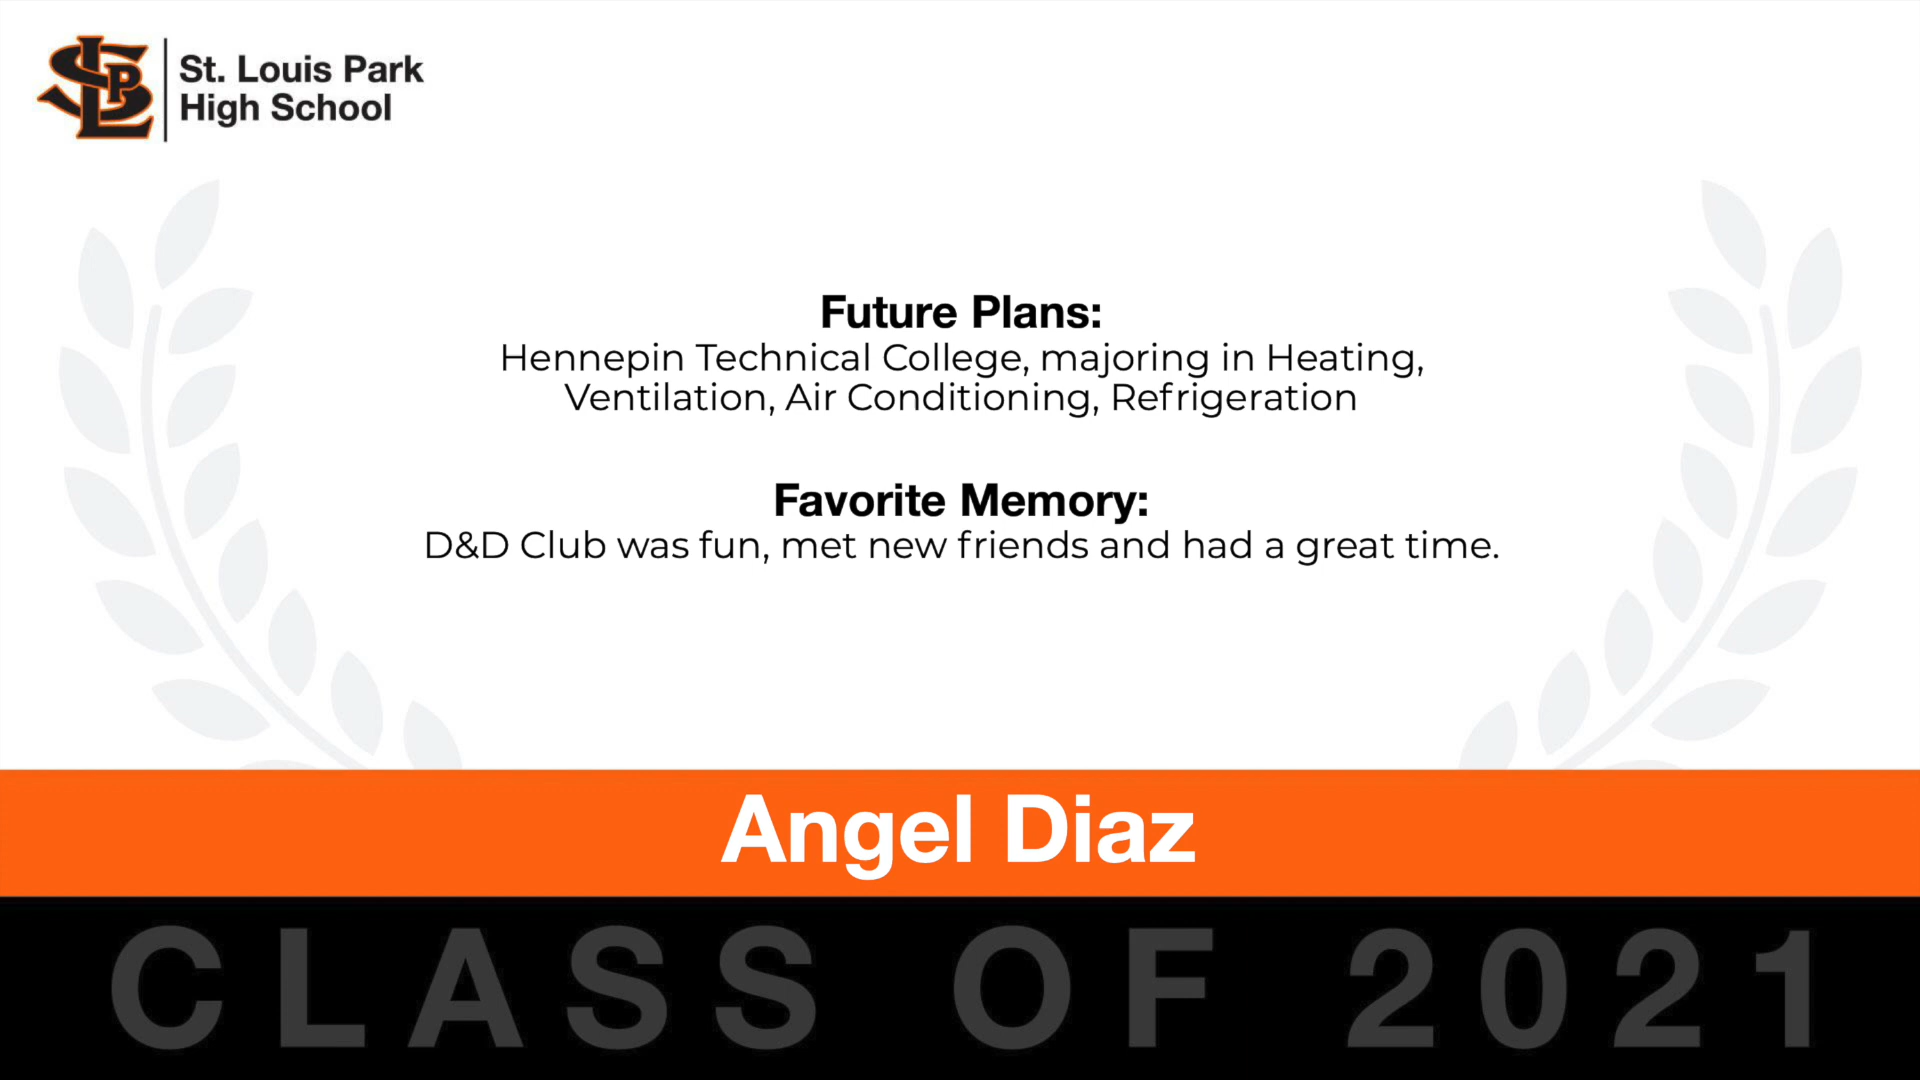 SLP
St. Louis Park
High School
Future Plans:
Hennepin Technical College, majoring in Heating,
Ventilation, Air Conditioning, Refrigeration
Favorite Memory:
D&D Club was fun, met new friends and had a great time.
Angel Diaz
CLASS OF 2021